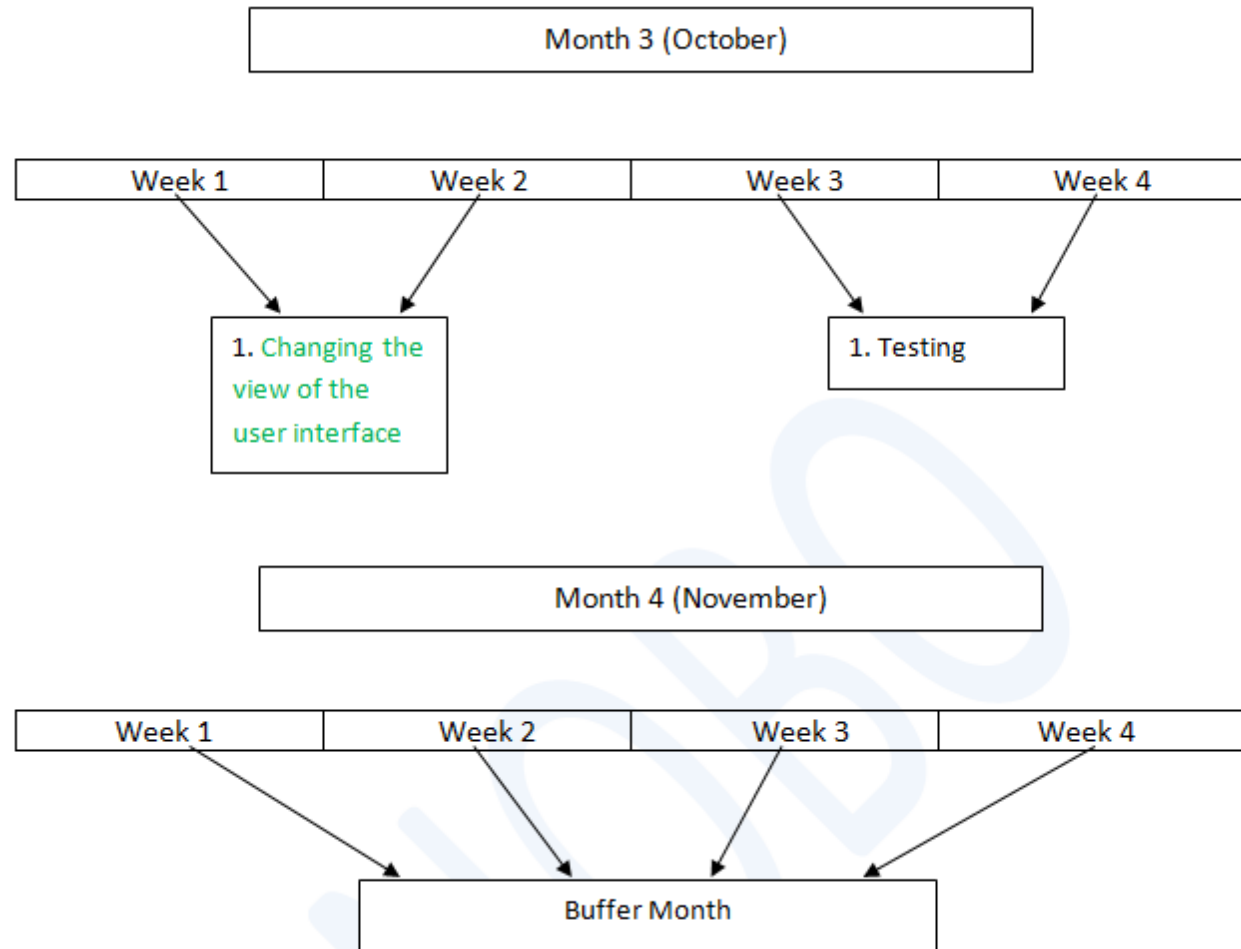 Month 3 (October)
Week 1 Week 2 Week 3 Week 4
1. Changing the
view of the
user interface
1. Testing
Month 4 (November)
Week 1 Week 2 Week 3 Week 4
Buffer Month